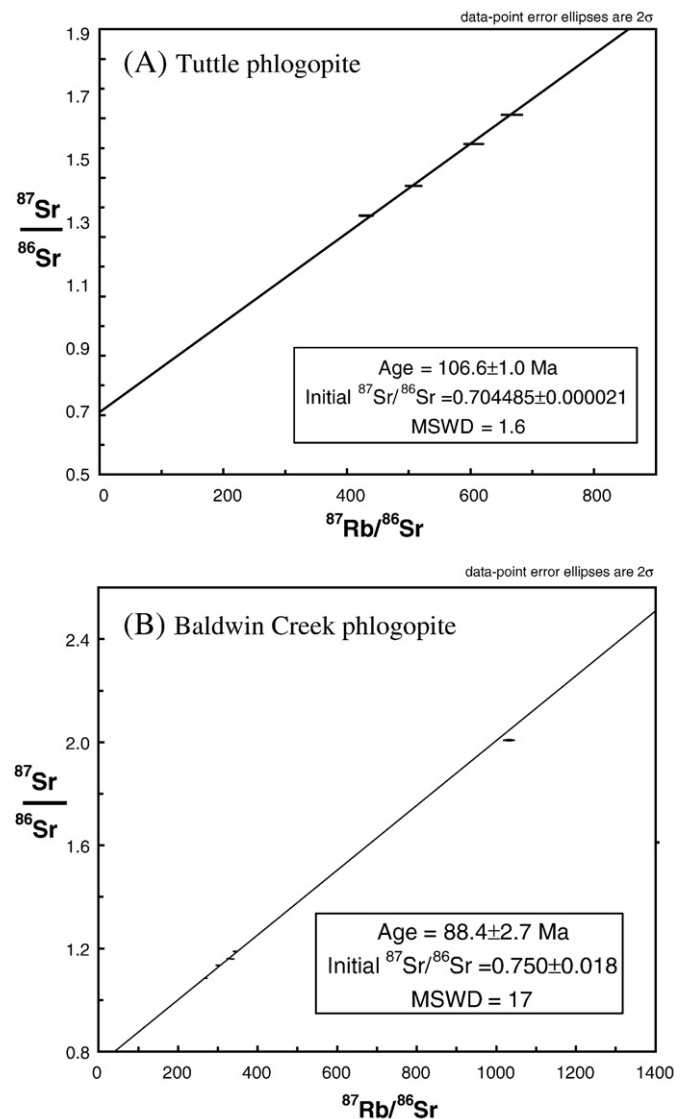 data-point error ellipses are 2σ
(A) Tuttle phlogopite
1.9
1.7
1.5
1.3
1.1
0.9
0.7
0.5
⁸⁷Sr
⁸⁶Sr
Age = 106.6±1.0 Ma
Initial ⁸⁷Sr/⁸⁶Sr =0.704485±0.000021
MSWD = 1.6
0 200 400 600 800
⁸⁷Rb/⁸⁶Sr
data-point error ellipses are 2σ
(B) Baldwin Creek phlogopite
2.4
2.0
1.6
1.2
0.8
⁸⁷Sr
⁸⁶Sr
Age = 88.4±2.7 Ma
Initial ⁸⁷Sr/⁸⁶Sr =0.750±0.018
MSWD = 17
0 200 400 600 800 1000 1200 1400
⁸⁷Rb/⁸⁶Sr